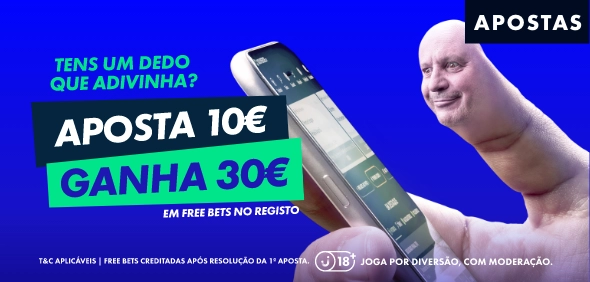 APOSTAS
TENS UM DEDO
QUE ADIVINHA?
APOSTA 10€
GANHA 30€
EM FREE BETS NO REGISTO
T&C APLICÁVEIS | FREE BETS CREDITADAS APÓS RESOLUÇÃO DA 1ª APOSTA.
18+
JOGA POR DIVERSÃO, COM MODERAÇÃO.